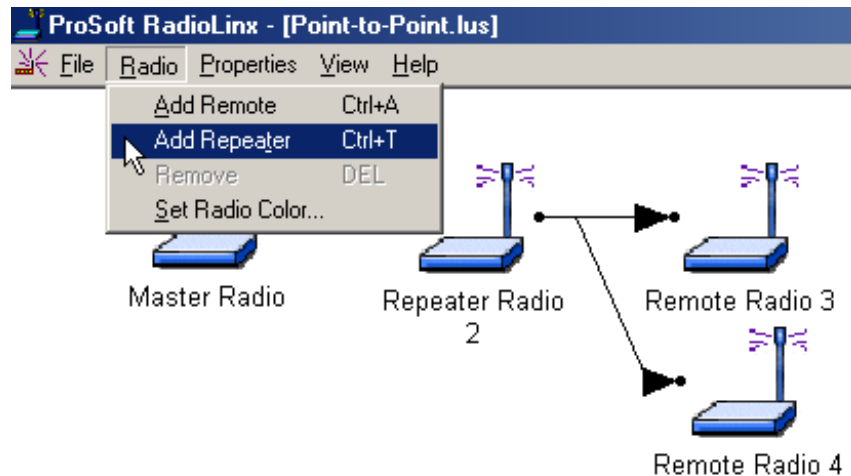 ProSoft RadioLinx - [Point-to-Point.lus]
File Radio Properties View Help
Add Remote Ctrl+A
Add Repeater Ctrl+T
Remove DEL
Set Radio Color...
Master Radio
Repeater Radio
2
Remote Radio 3
Remote Radio 4